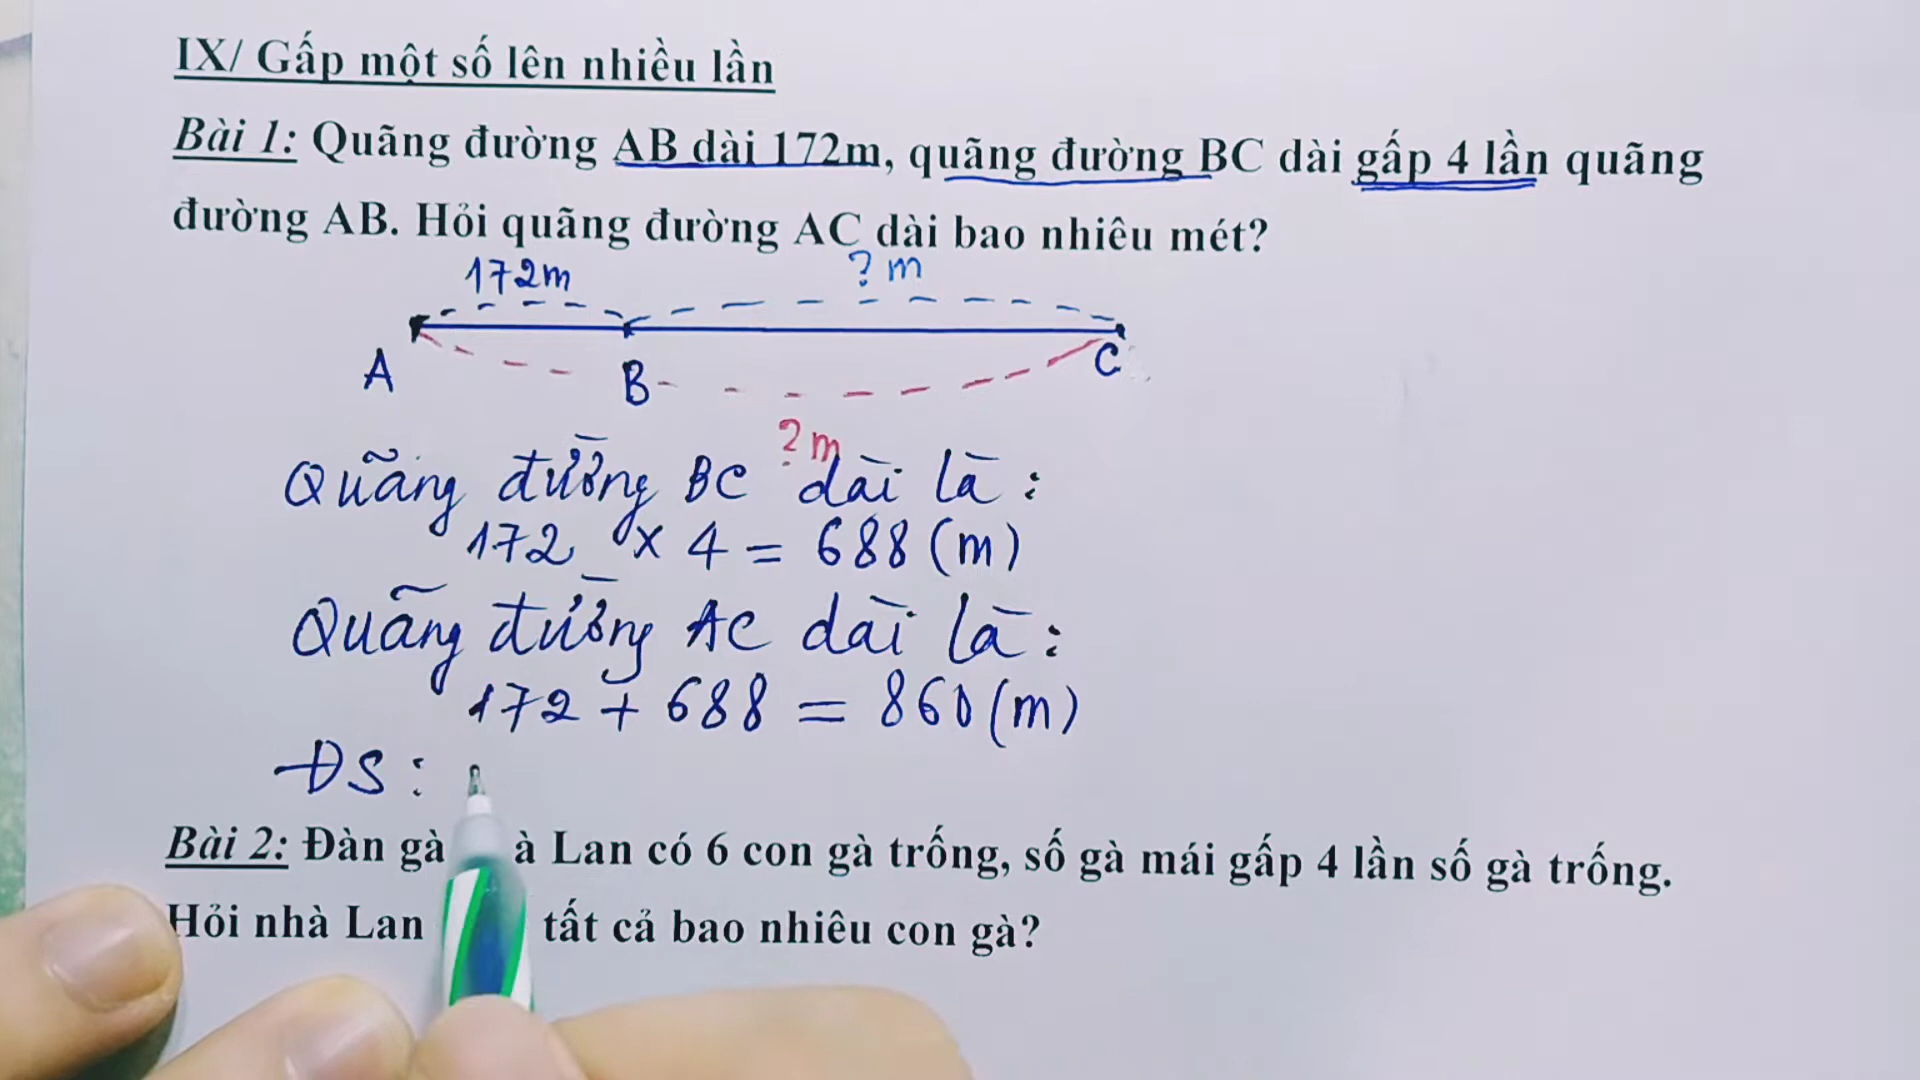 IX/ Gấp một số lên nhiều lần
Bài 1: Quãng đường AB dài 172m, quãng đường BC dài gấp 4 lần quãng
đường AB. Hỏi quãng đường AC dài bao nhiêu mét?
172m ? m
A B C
? m
Quãng đường BC dài là :
172 x 4 = 688 (m)
Quãng đường AC dài là :
172 + 688 = 860 (m)
ĐS :
Bài 2: Đàn gà à Lan có 6 con gà trống, số gà mái gấp 4 lần số gà trống.
Hỏi nhà Lan tất cả bao nhiêu con gà?